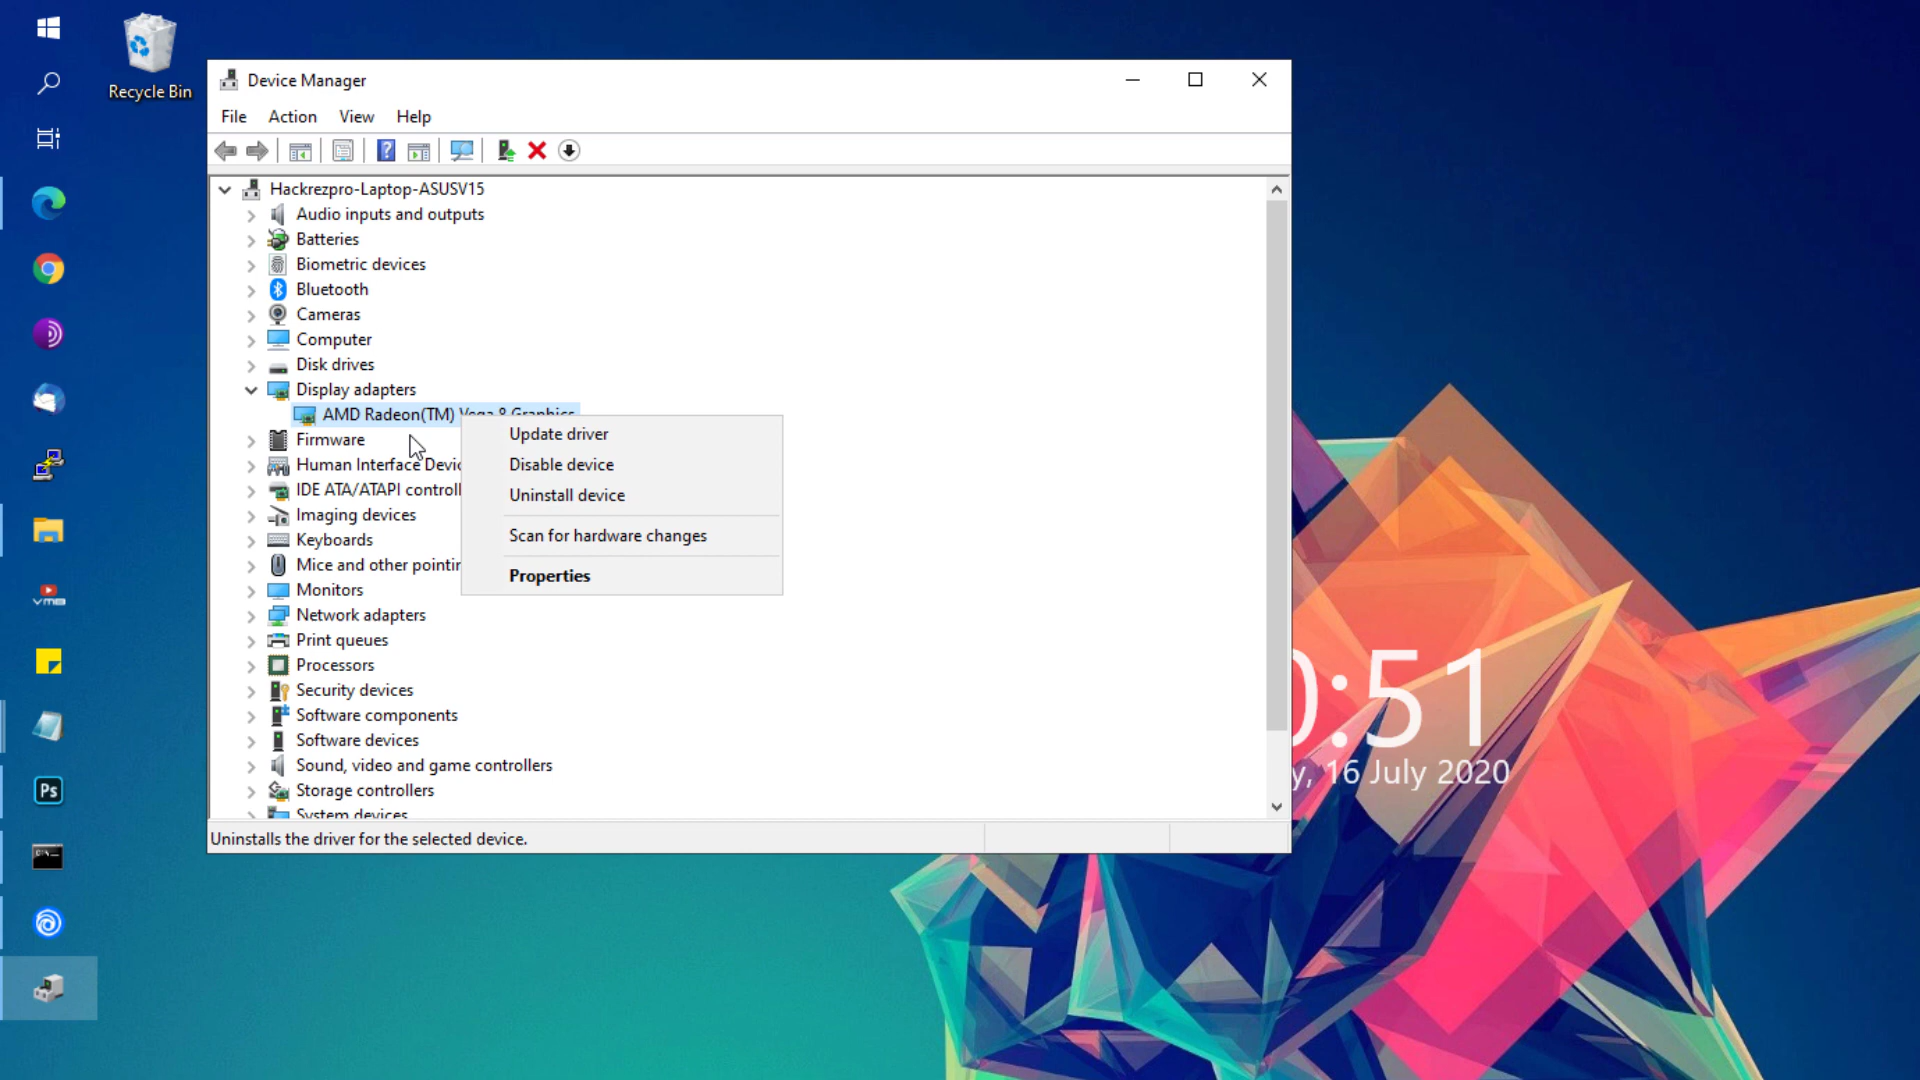 Recycle Bin
Device Manager
File Action View Help
Hackrezpro-Laptop-ASUSV15
Audio inputs and outputs
Batteries
Biometric devices
Bluetooth
Cameras
Computer
Disk drives
Display adapters
AMD Radeon(TM) Vega 8 Graphics
Firmware
Human Interface Devic
IDE ATA/ATAPI controll
Imaging devices
Keyboards
Mice and other pointin
Monitors
Network adapters
Print queues
Processors
Security devices
Software components
Software devices
Sound, video and game controllers
Storage controllers
System devices
Update driver
Disable device
Uninstall device
Scan for hardware changes
Properties
Uninstalls the driver for the selected device.
0:51
y, 16 July 2020
VMB
Ps